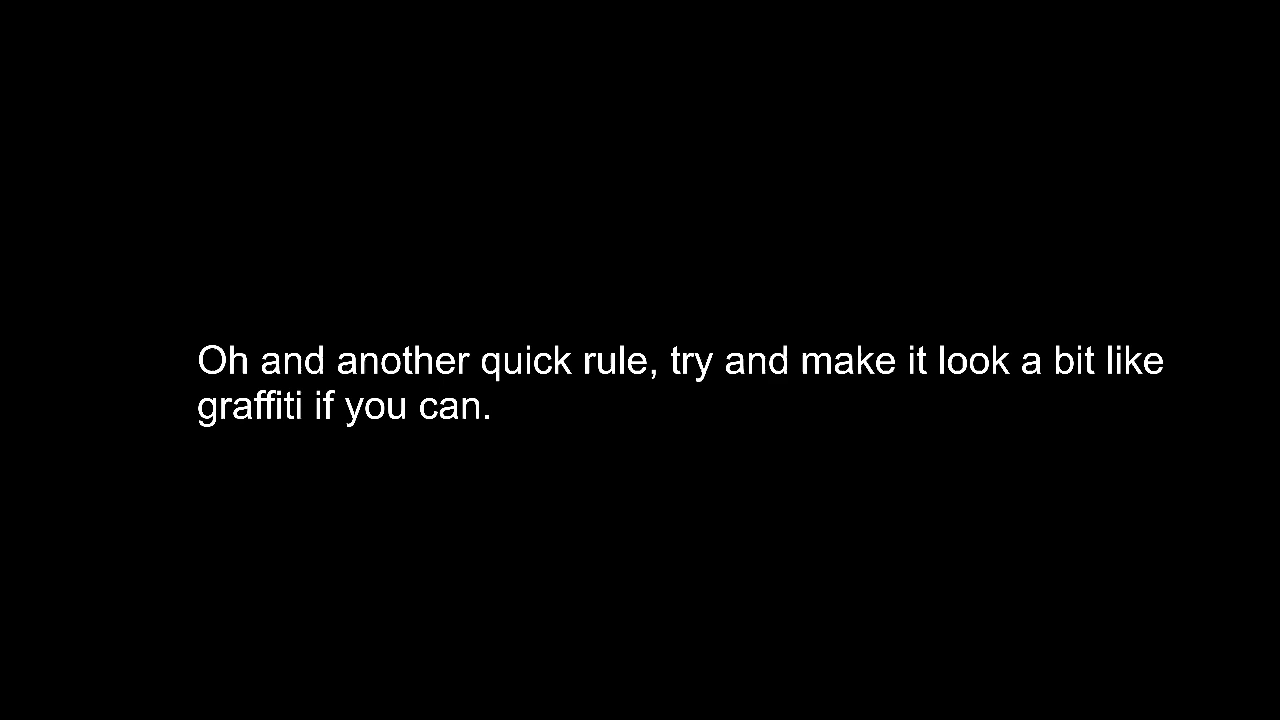 Oh and another quick rule, try and make it look a bit like
graffiti if you can.